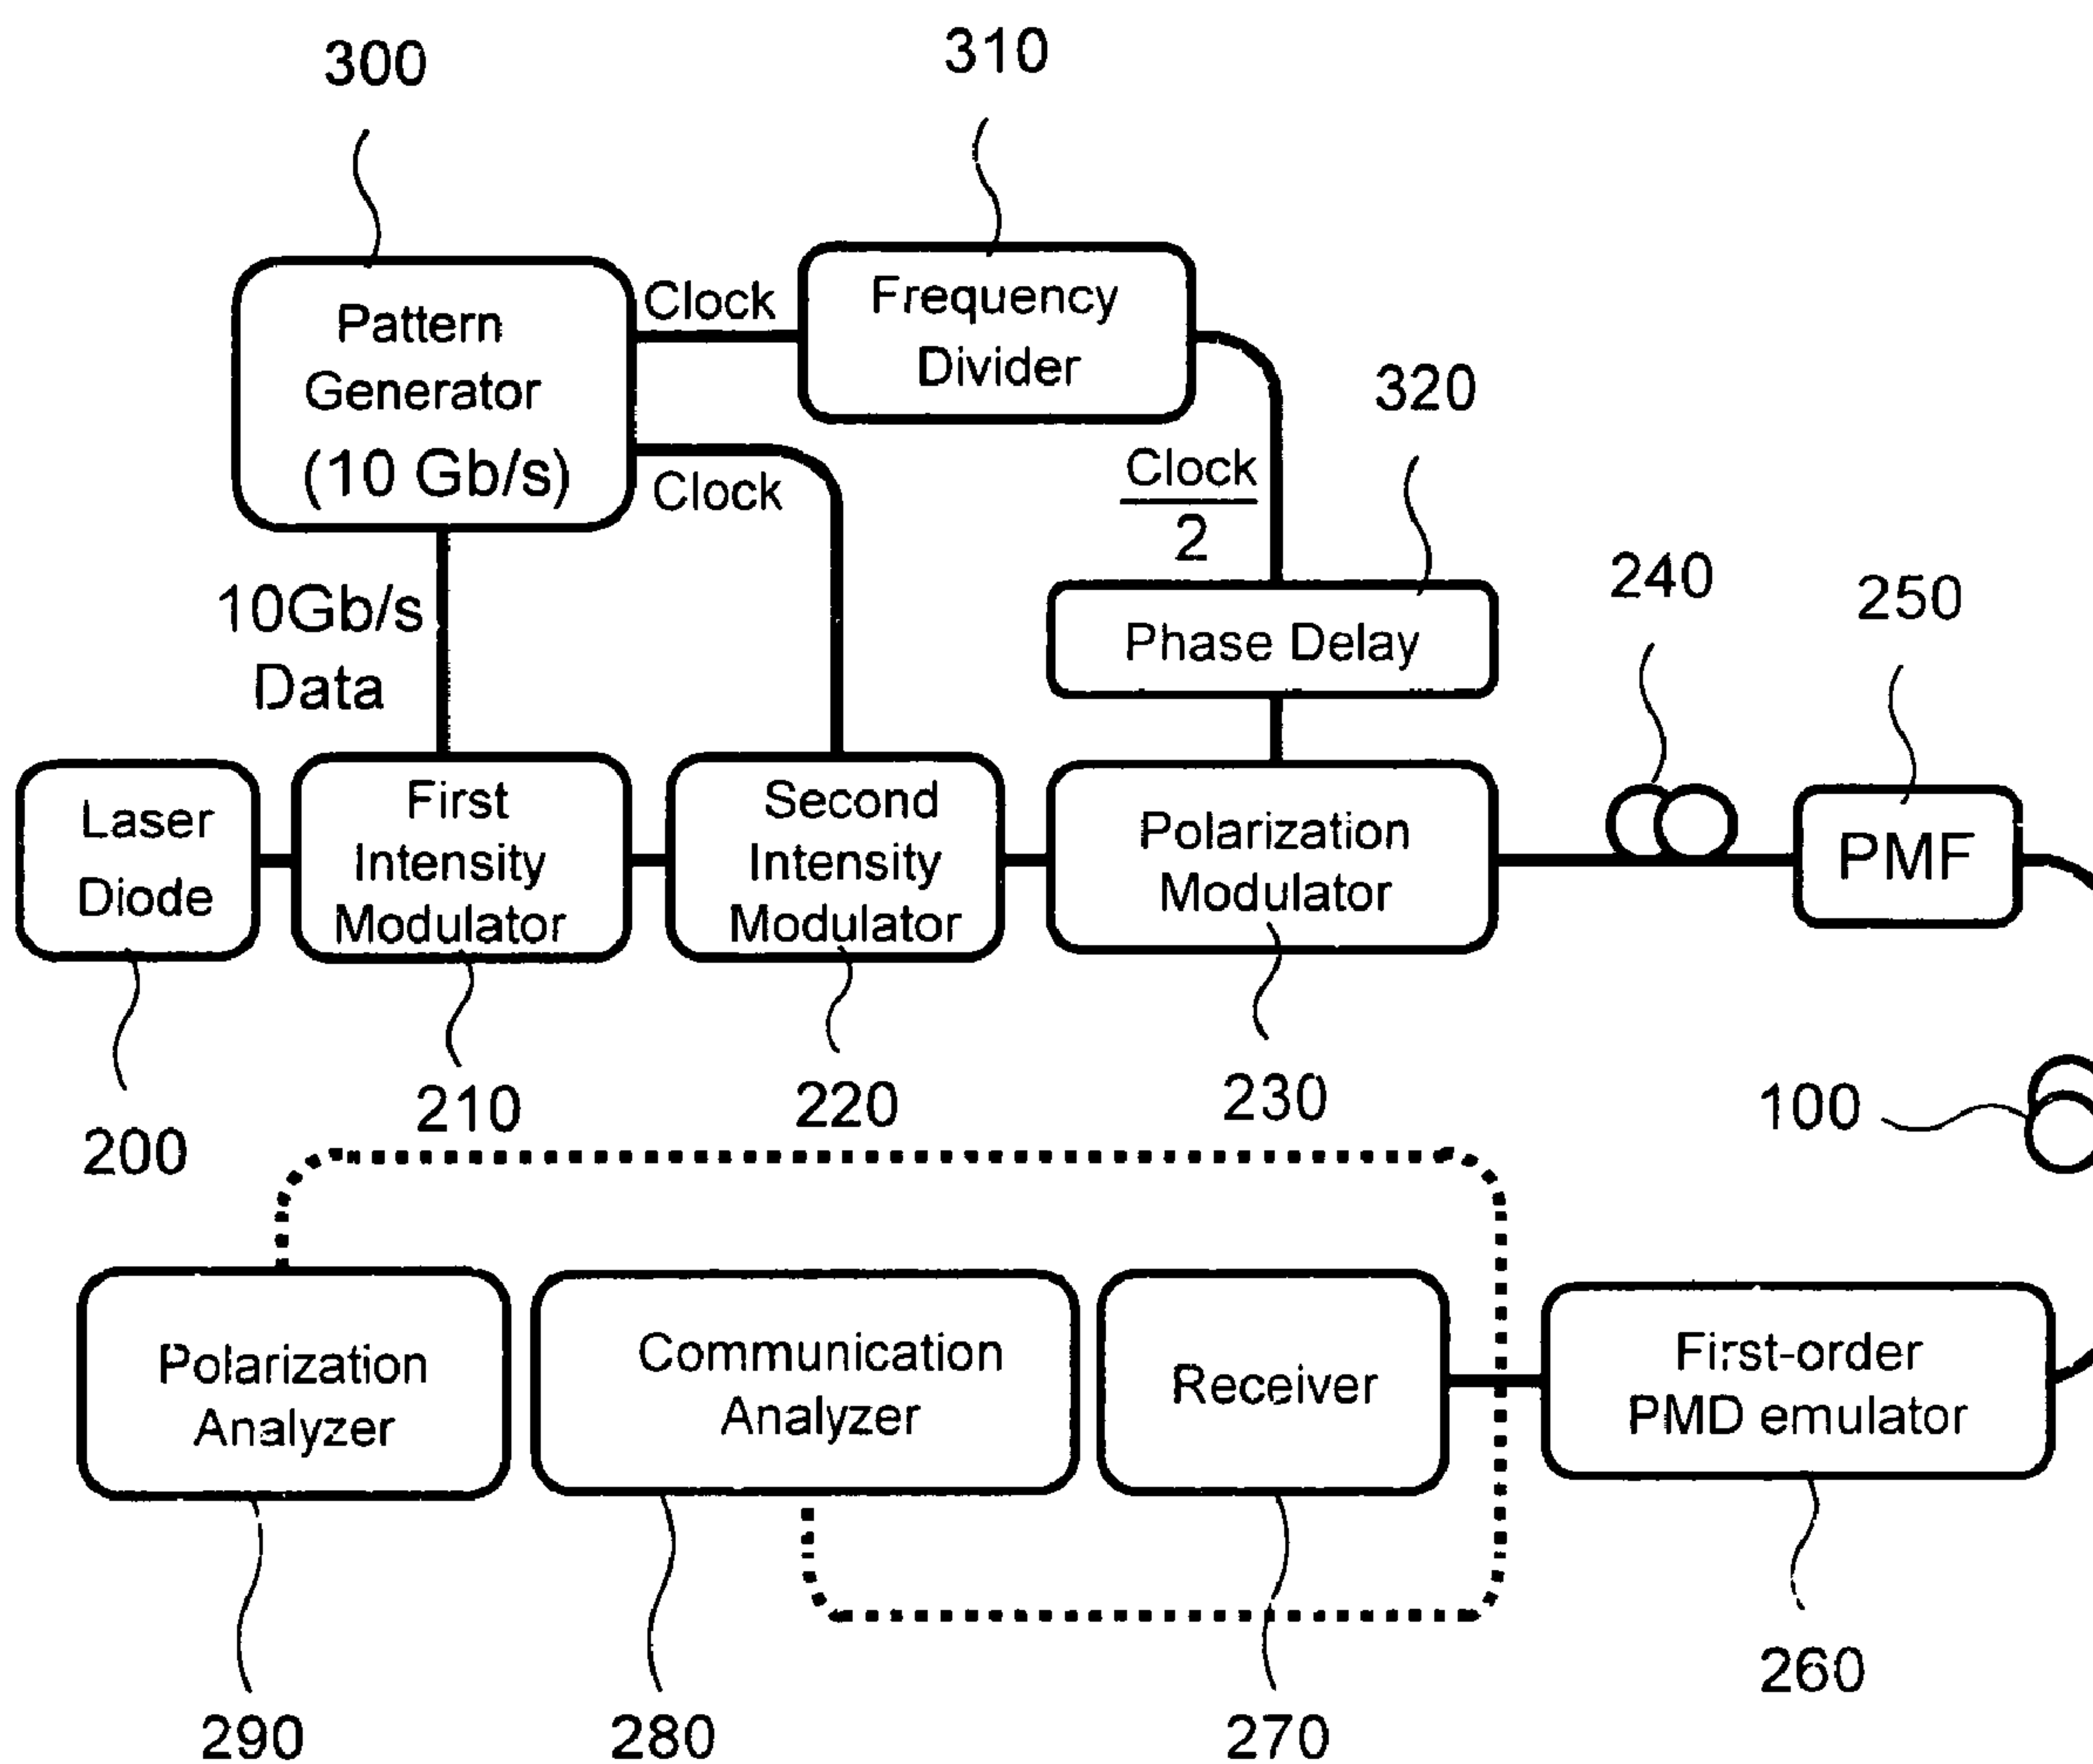 300
310
Pattern
Generator
(10 Gb/s)
Clock
Frequency
Divider
320
Clock
Clock
2
10Gb/s
Data
Phase Delay
240
250
Laser
Diode
First
Intensity
Modulator
Second
Intensity
Modulator
Polarization
Modulator
PMF
200
210
220
230
100
Polarization
Analyzer
Communication
Analyzer
Receiver
First-order
PMD emulator
290
280
270
260